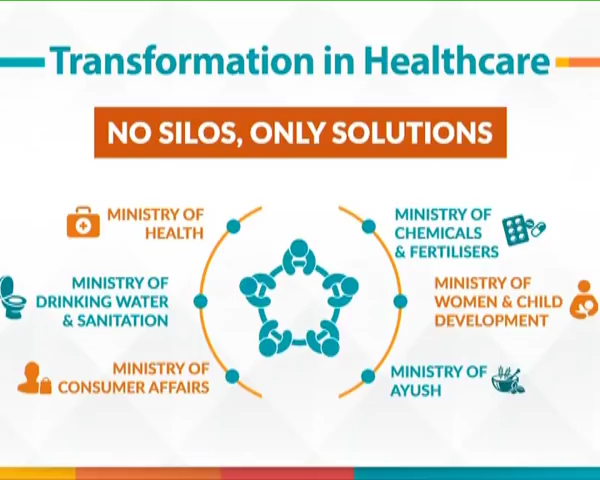 Transformation in Healthcare
NO SILOS, ONLY SOLUTIONS
MINISTRY OF
HEALTH
MINISTRY OF
DRINKING WATER
& SANITATION
MINISTRY OF
CONSUMER AFFAIRS
MINISTRY OF
CHEMICALS
& FERTILISERS
MINISTRY OF
WOMEN & CHILD
DEVELOPMENT
MINISTRY OF
AYUSH